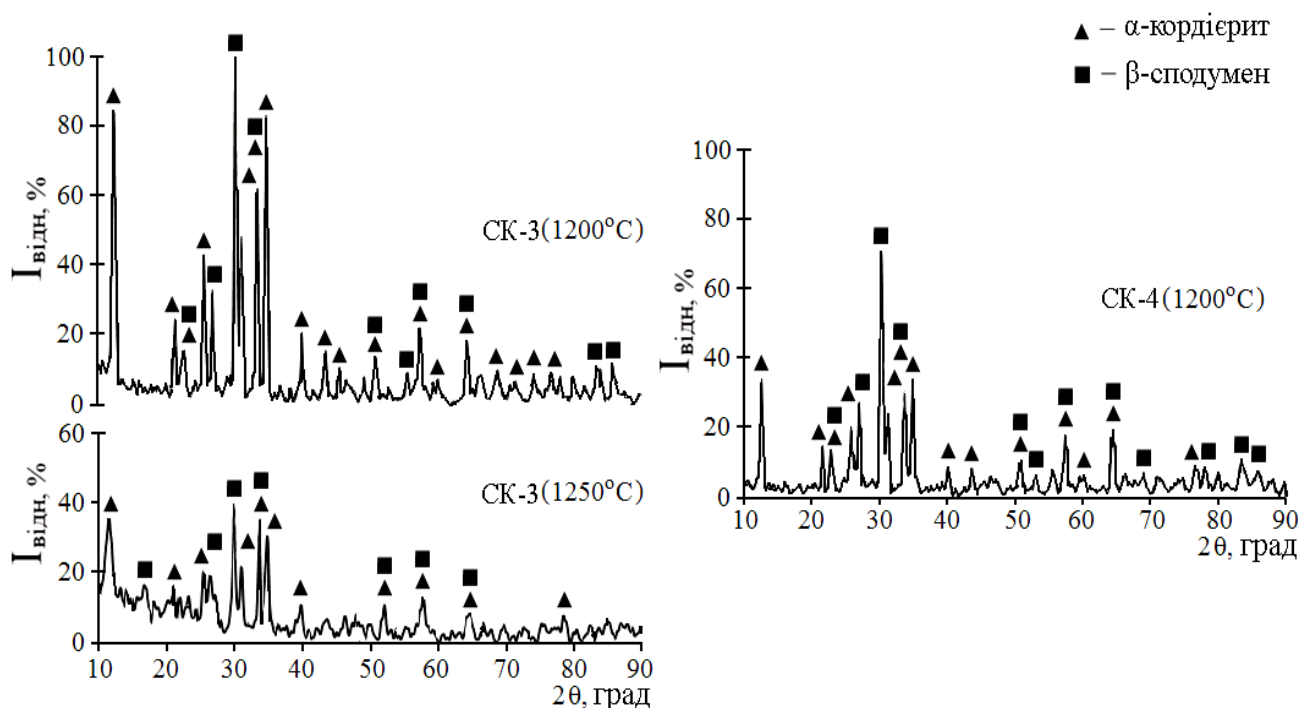 ▲ – α-кордієрит
■ – β-сподумен
100
80
60
40
20
0
Iвідн, %
СК-3(1200°С)
60
40
20
0
Iвідн, %
СК-3(1250°С)
10 20 30 40 50 60 70 80 90
2θ, град
100
80
60
40
20
0
Iвідн, %
СК-4(1200°С)
10 20 30 40 50 60 70 80 90
2θ, град